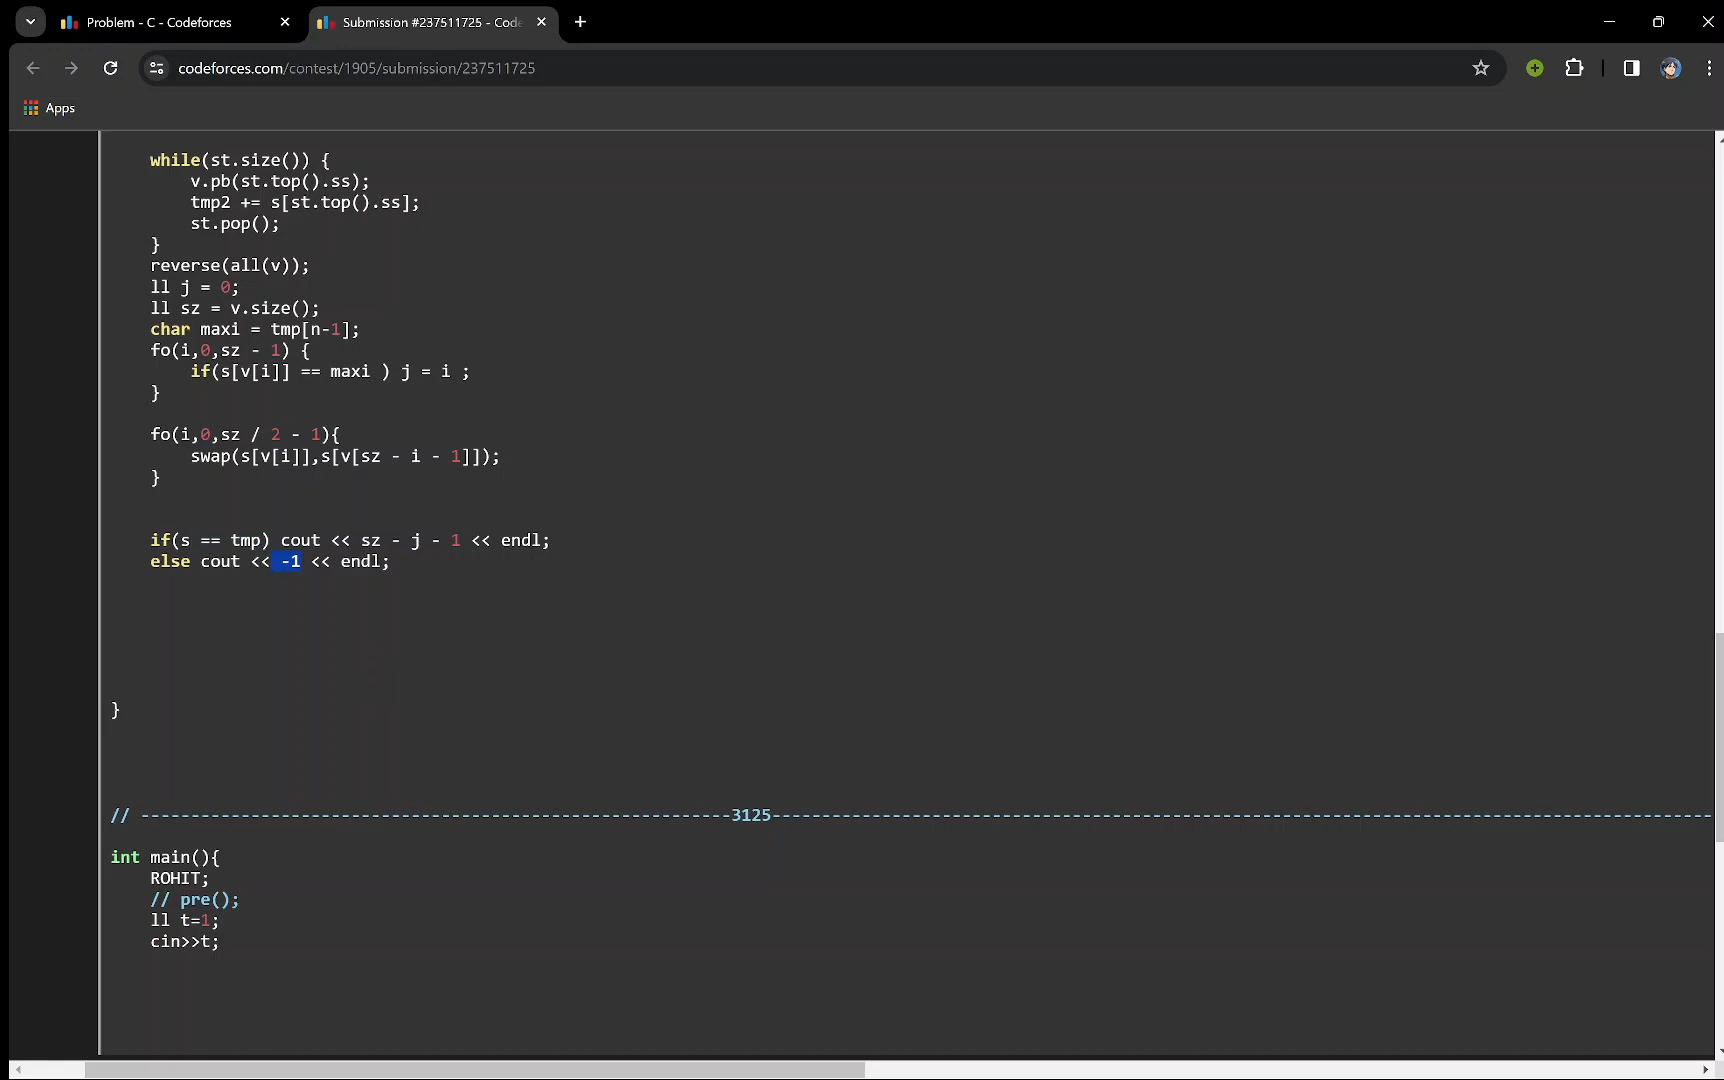 Problem - C - Codeforces
Submission #237511725 - Code
codeforces.com/contest/1905/submission/237511725
Apps
while(st.size()) {
v.pb(st.top().ss);
tmp2 += s[st.top().ss];
st.pop();
}
reverse(all(v));
ll j = 0;
ll sz = v.size();
char maxi = tmp[n-1];
fo(i,0,sz - 1) {
if(s[v[i]] == maxi ) j = i ;
}
fo(i,0,sz / 2 - 1){
swap(s[v[i]],s[v[sz - i - 1]]);
}
if(s == tmp) cout << sz - j - 1 << endl;
else cout << -1 << endl;
}
// -----------------------------------------------------------3125----------------------------------------------------------------------------------------------
int main(){
ROHIT;
// pre();
ll t=1;
cin>>t;